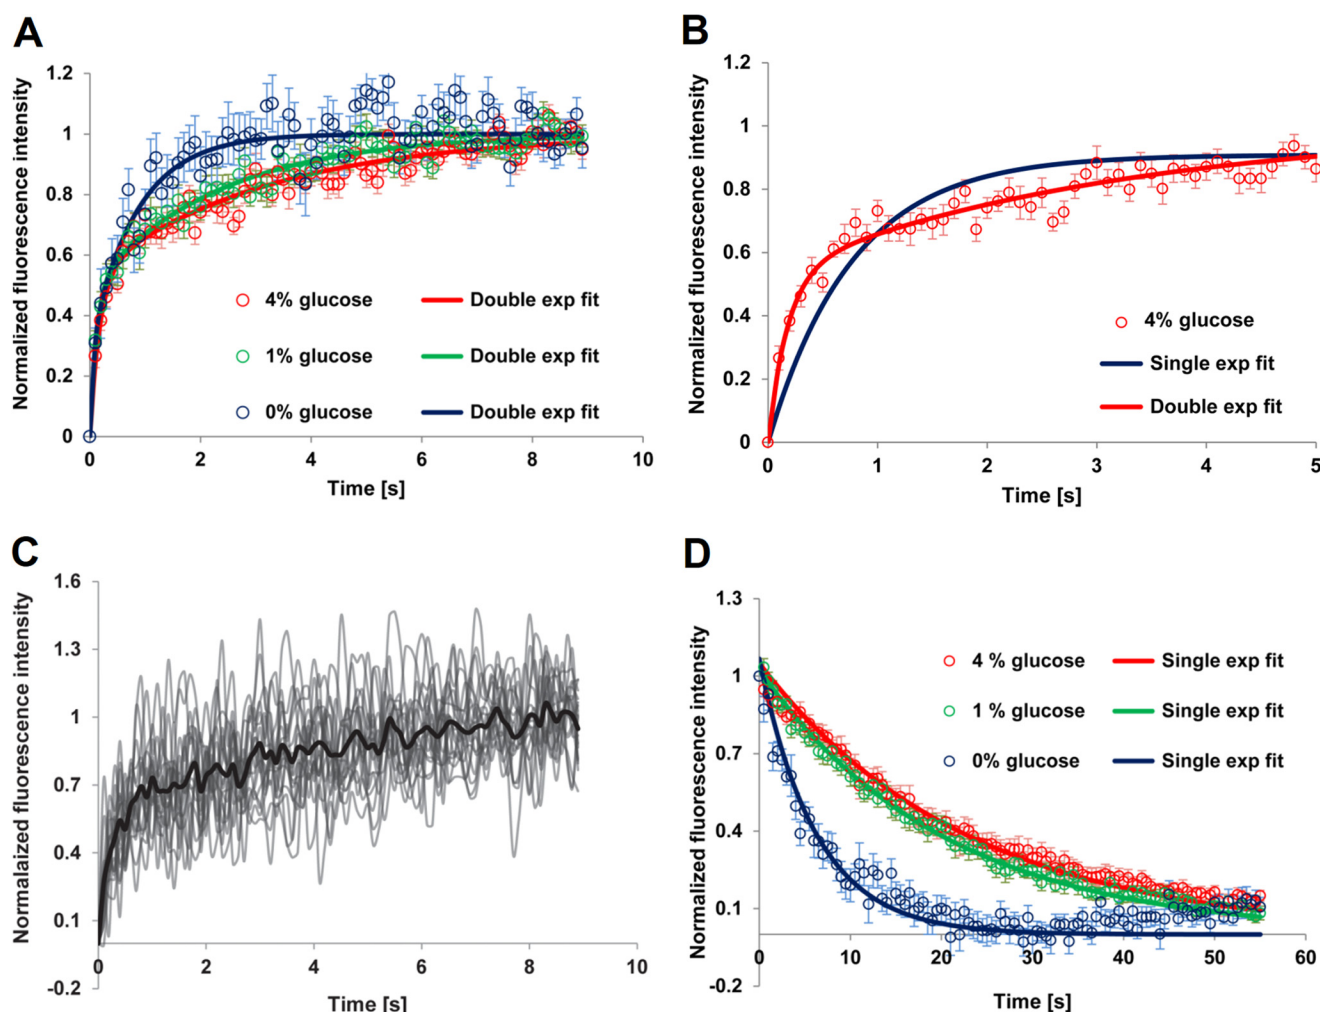 A
Normalized fluorescence intensity
1.2
1
0.8
0.6
0.4
0.2
0
0 2 4 6 8 10
Time [s]
4% glucose Double exp fit
1% glucose Double exp fit
0% glucose Double exp fit
B
Normalized fluorescence intensity
1.2
1
0.8
0.6
0.4
0.2
0
0 1 2 3 4 5
Time [s]
4% glucose
Single exp fit
Double exp fit
C
Normalaized fluorescence intensity
1.6
1.3
1
0.7
0.4
0.1
-0.2
0 2 4 6 8 10
Time [s]
D
Normalized fluorescence intensity
1.3
1
0.7
0.4
0.1
-0.2
0 10 20 30 40 50 60
Time [s]
4 % glucose Single exp fit
1 % glucose Single exp fit
0% glucose Single exp fit